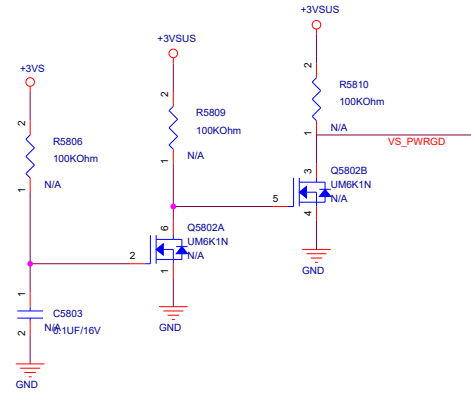 +3VSUS
2
R5810
100KOhm
1
N/A
VS_PWRGD
3
Q5802B
UM6K1N
N/A
5
4
GND
+3VSUS
2
R5809
100KOhm
1
N/A
6
Q5802A
UM6K1N
N/A
2
1
GND
+3VS
2
R5806
100KOhm
1
N/A
1
C5803
N/A
0.1UF/16V
2
GND